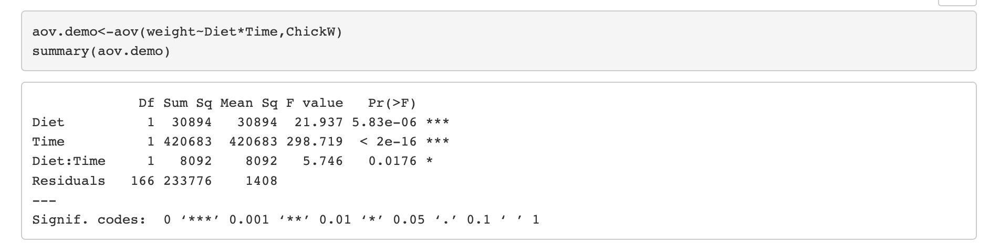 aov.demo<-aov(weight~Diet*Time,ChickW)
summary(aov.demo)
             Df Sum Sq Mean Sq F value   Pr(>F)
Diet          1  30894   30894  21.937 5.83e-06 ***
Time          1 420683  420683 298.719  < 2e-16 ***
Diet:Time     1   8092    8092   5.746   0.0176 *
Residuals   166 233776    1408
---
Signif. codes:  0 ‘***’ 0.001 ‘**’ 0.01 ‘*’ 0.05 ‘.’ 0.1 ‘ ’ 1